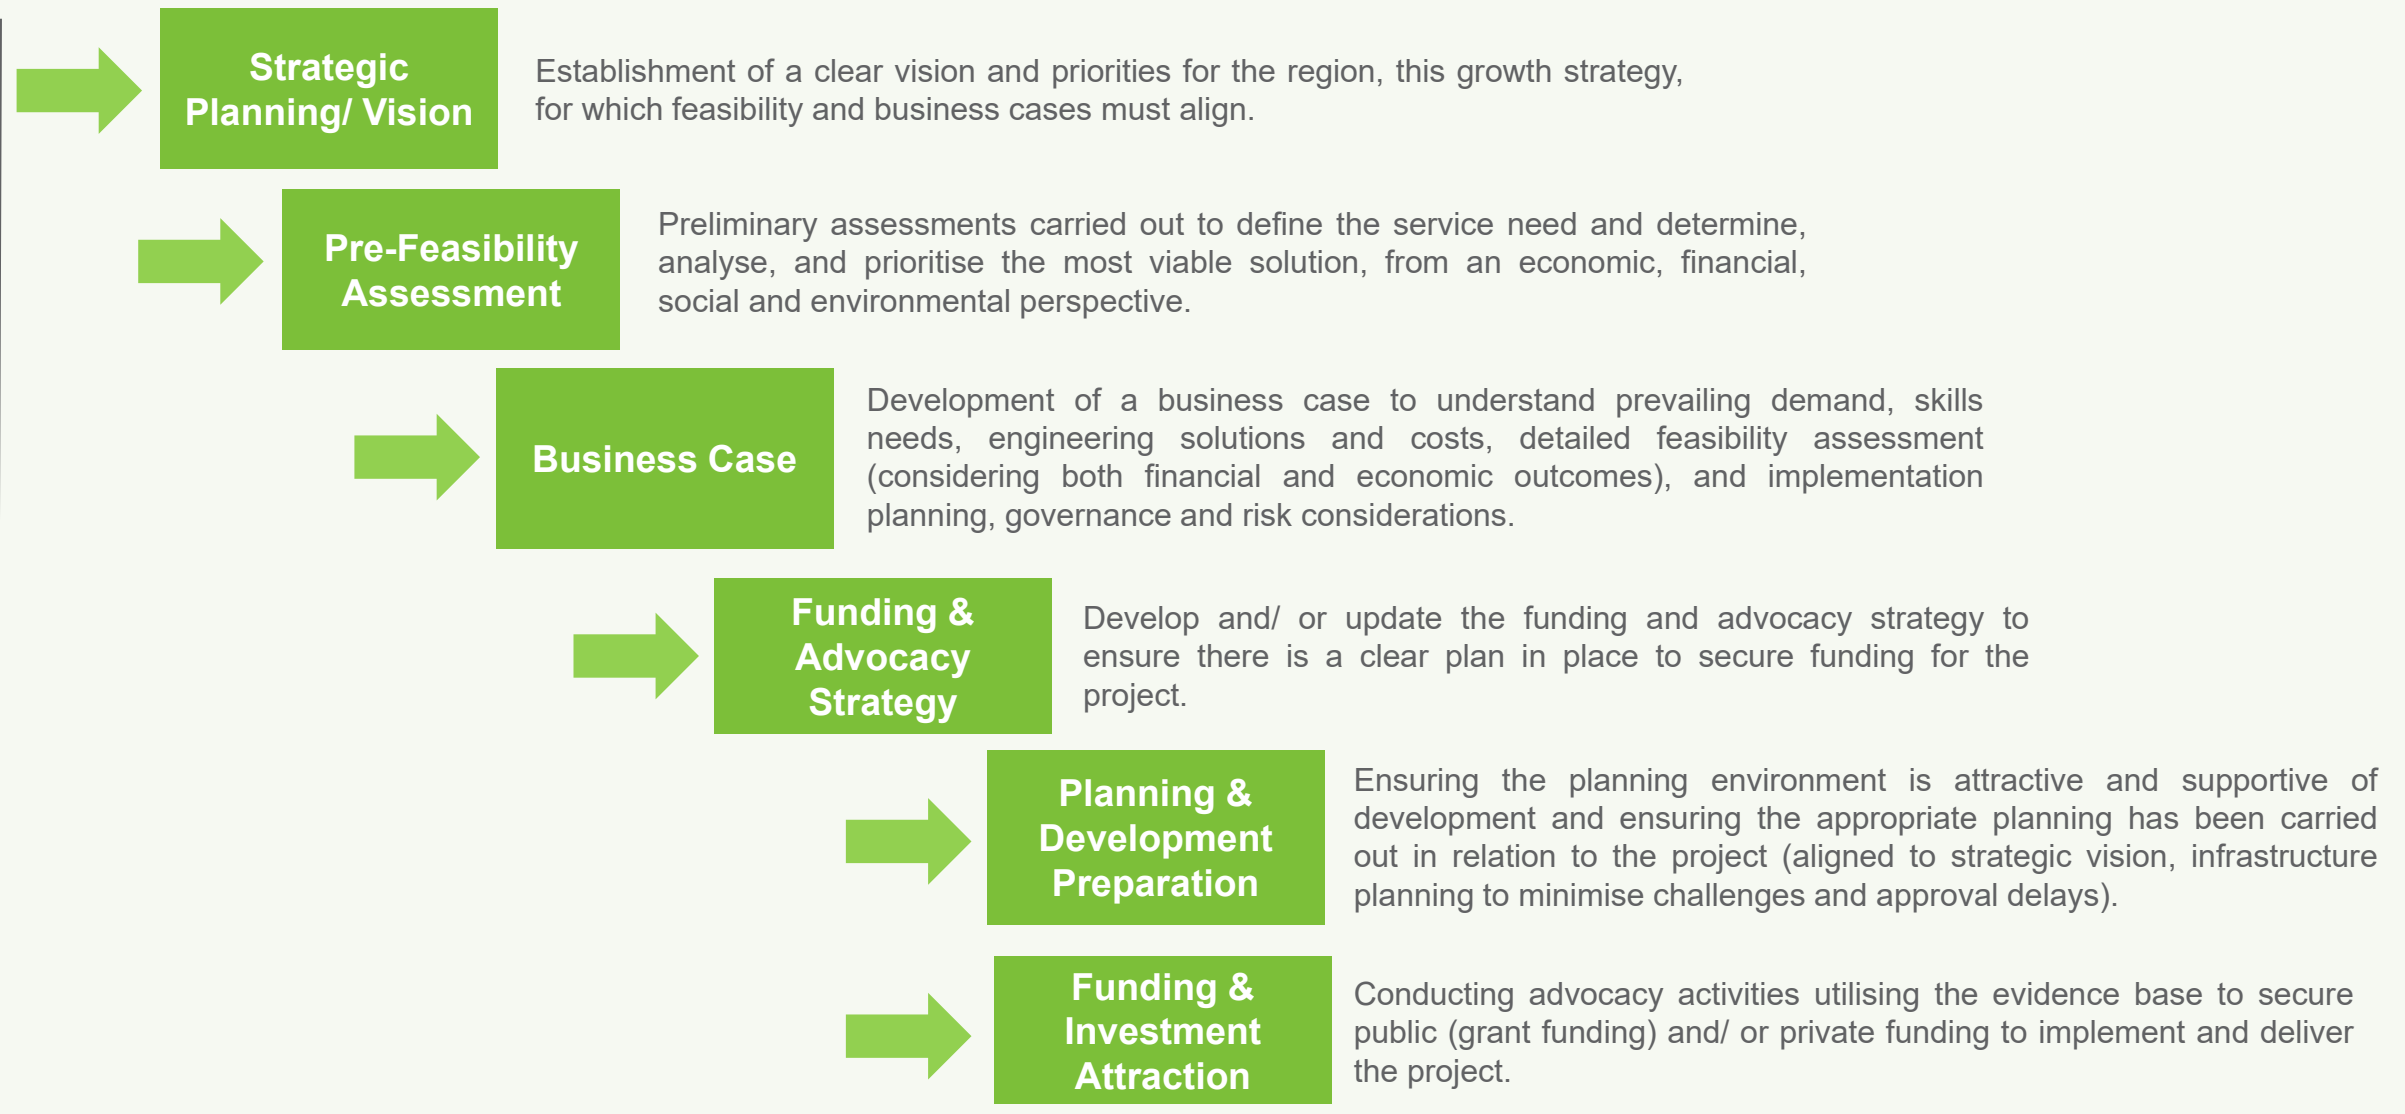 Strategic
Planning/ Vision
Establishment of a clear vision and priorities for the region, this growth strategy,
for which feasibility and business cases must align.
Pre-Feasibility
Assessment
Preliminary assessments carried out to define the service need and determine,
analyse, and prioritise the most viable solution, from an economic, financial,
social and environmental perspective.
Business Case
Development of a business case to understand prevailing demand, skills
needs, engineering solutions and costs, detailed feasibility assessment
(considering both financial and economic outcomes), and implementation
planning, governance and risk considerations.
Funding &
Advocacy
Strategy
Develop and/ or update the funding and advocacy strategy to
ensure there is a clear plan in place to secure funding for the
project.
Planning &
Development
Preparation
Ensuring the planning environment is attractive and supportive of
development and ensuring the appropriate planning has been carried
out in relation to the project (aligned to strategic vision, infrastructure
planning to minimise challenges and approval delays).
Funding &
Investment
Attraction
Conducting advocacy activities utilising the evidence base to secure
public (grant funding) and/ or private funding to implement and deliver
the project.